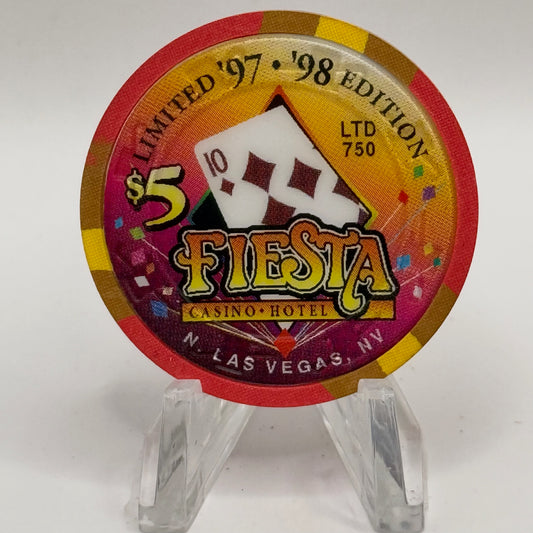 LIMITED '97 • '98 EDITION
LTD
750
10
$5
FIESTA
CASINO • HOTEL
N. LAS VEGAS, NV